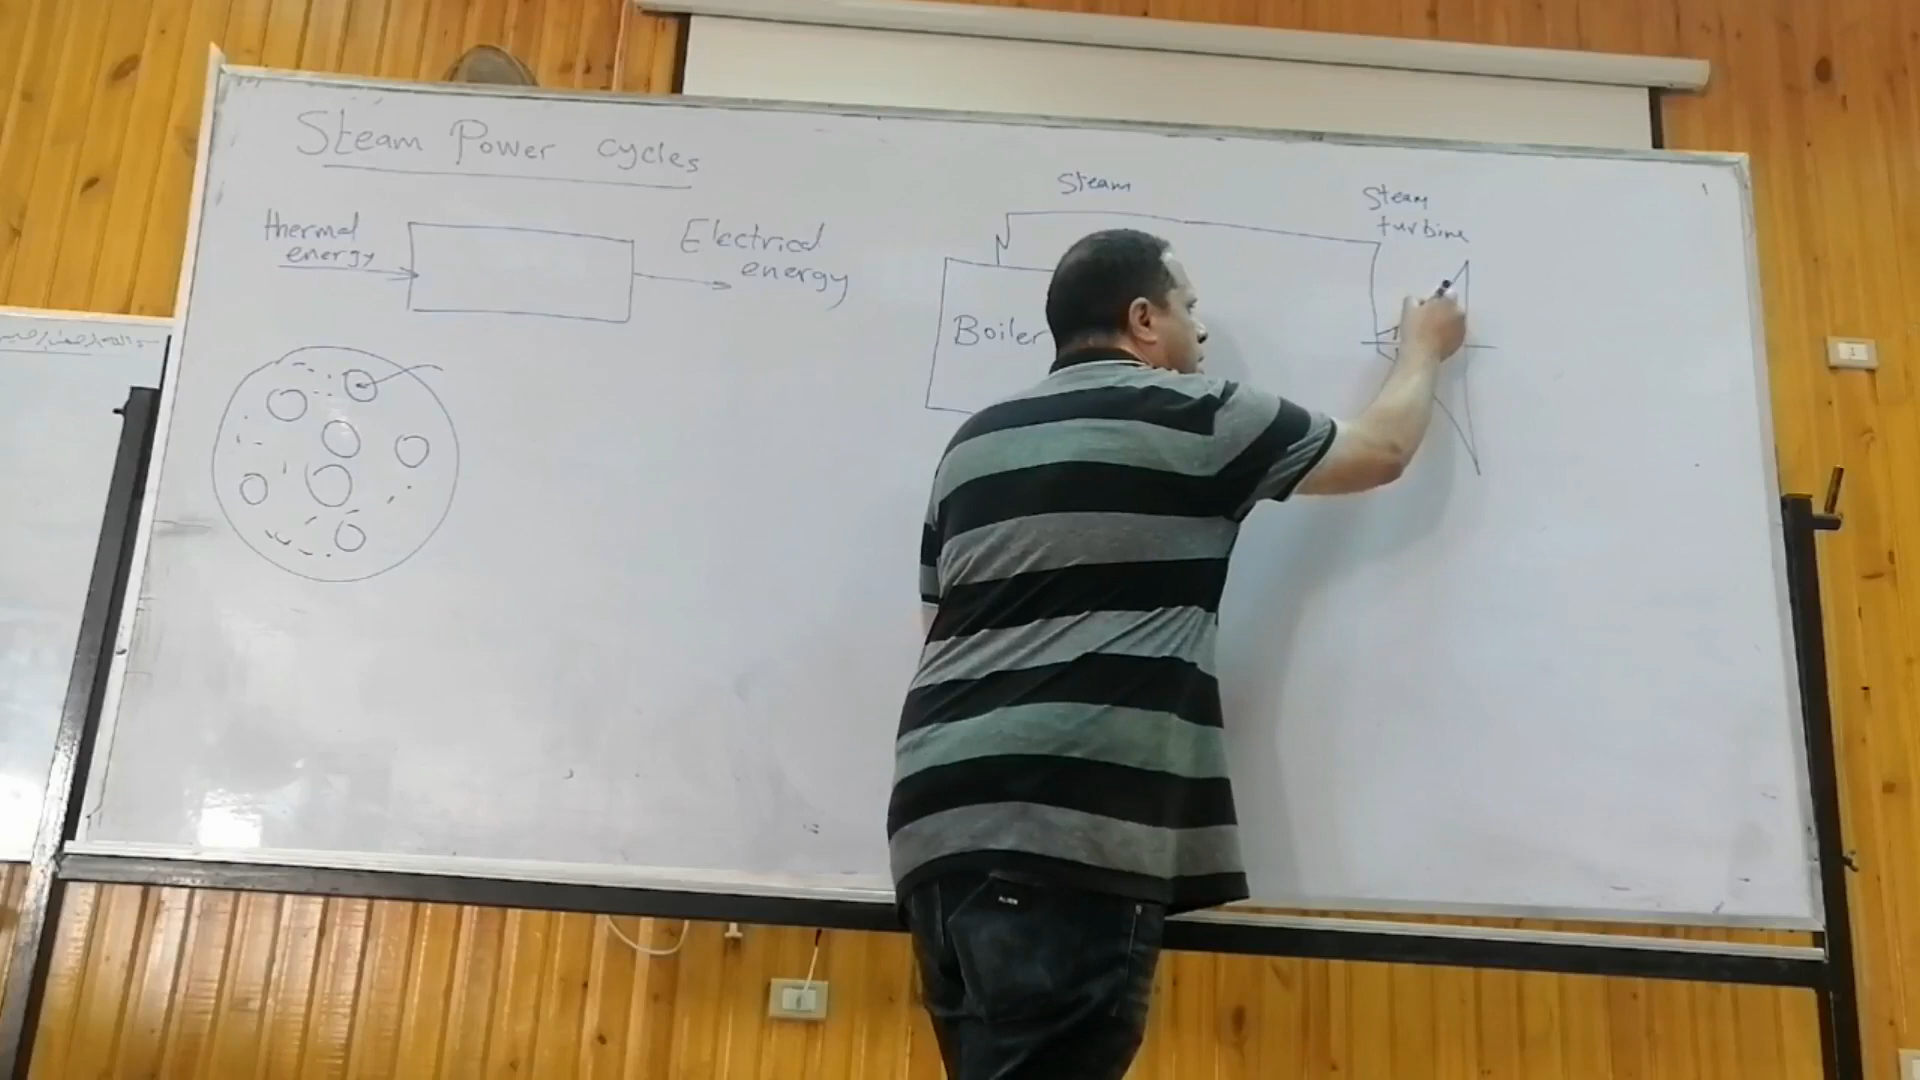 Steam Power cycles
thermal
energy
Electrical
energy
Steam
Boiler
Steam
turbine